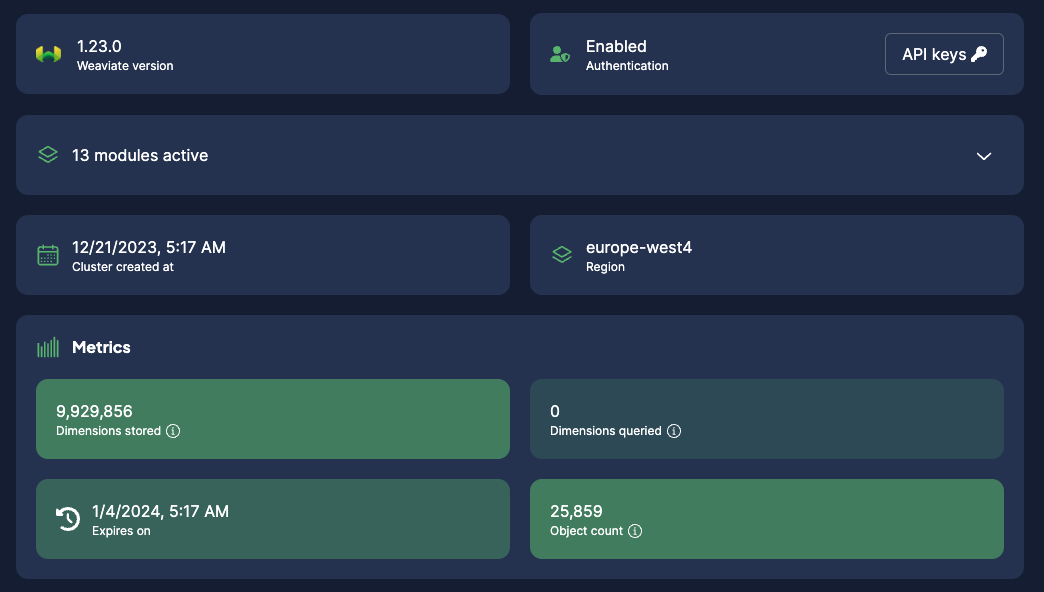 1.23.0
Weaviate version
Enabled
Authentication
API keys
13 modules active
12/21/2023, 5:17 AM
Cluster created at
europe-west4
Region
Metrics
9,929,856
Dimensions stored
0
Dimensions queried
1/4/2024, 5:17 AM
Expires on
25,859
Object count